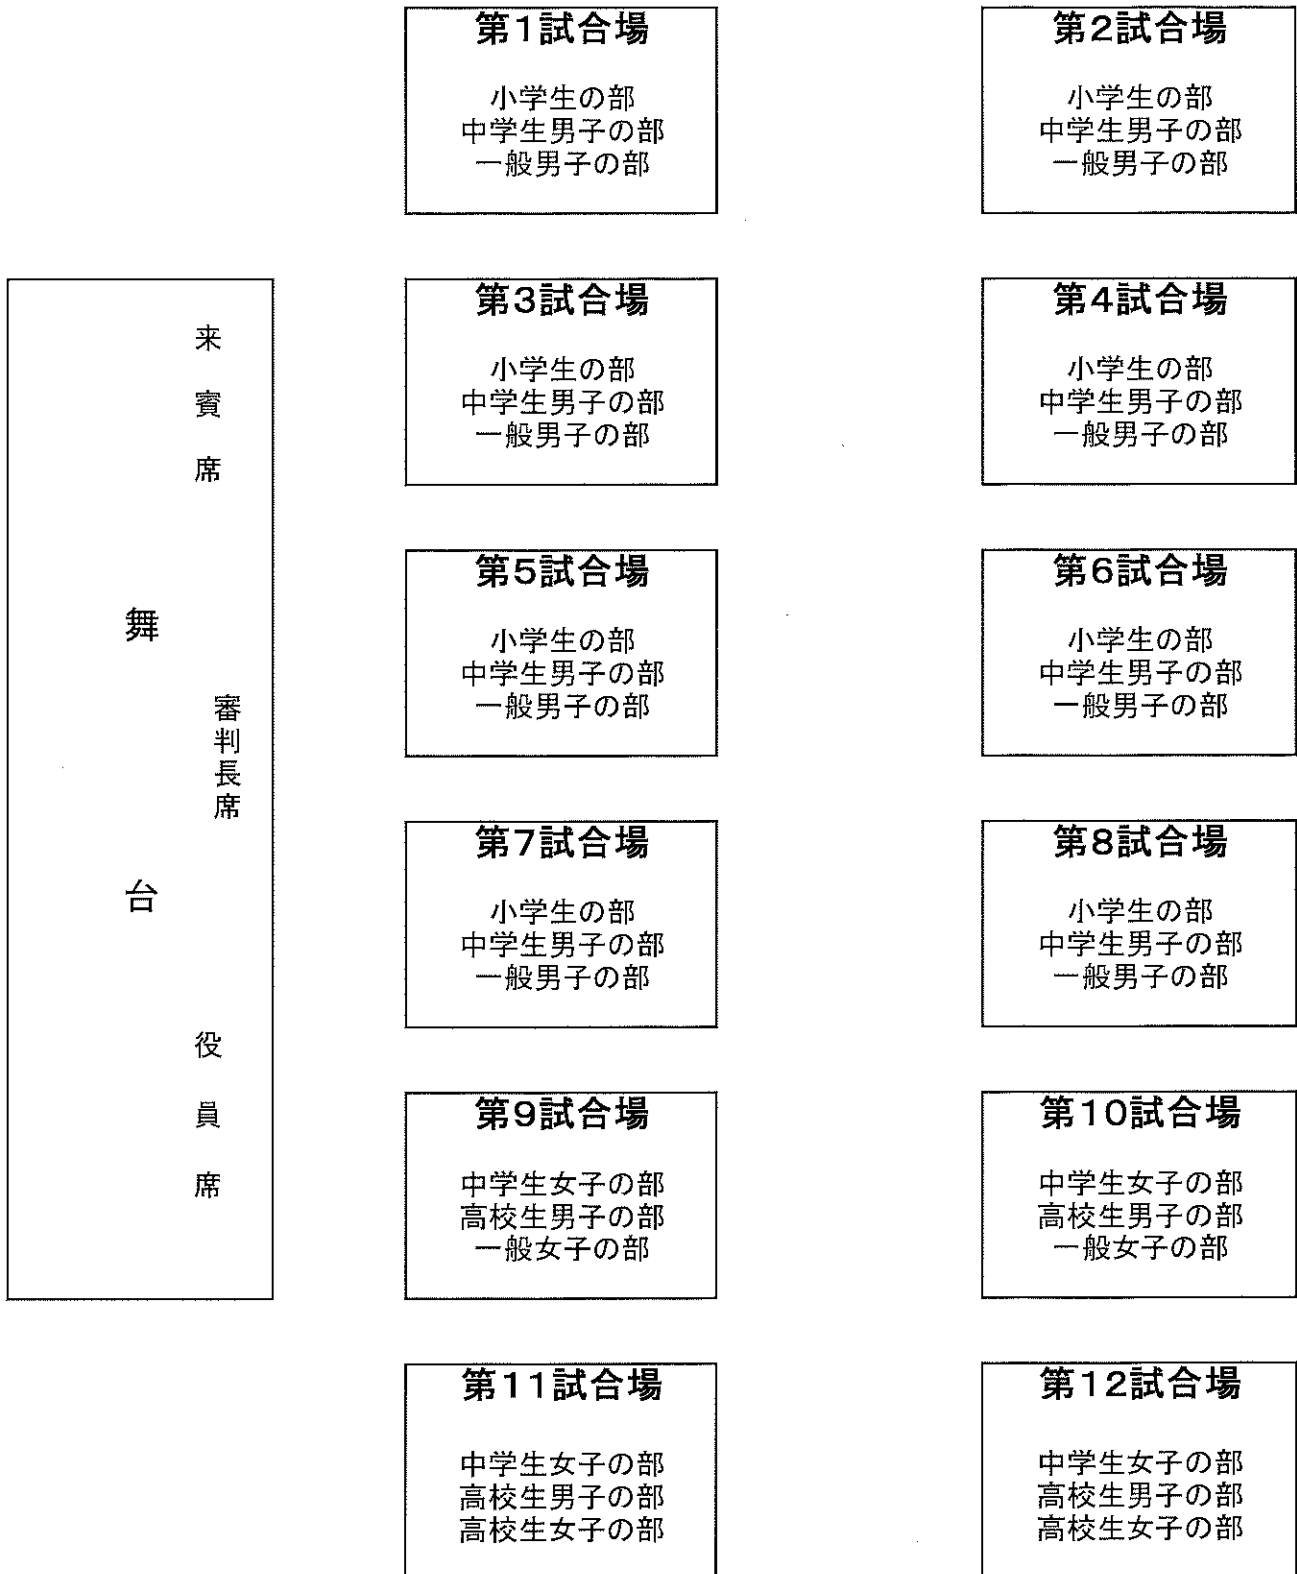 第1試合場
小学生の部
中学生男子の部
一般男子の部
第2試合場
小学生の部
中学生男子の部
一般男子の部
来賓席
舞台
審判長席
役員席
第3試合場
小学生の部
中学生男子の部
一般男子の部
第4試合場
小学生の部
中学生男子の部
一般男子の部
第5試合場
小学生の部
中学生男子の部
一般男子の部
第6試合場
小学生の部
中学生男子の部
一般男子の部
第7試合場
小学生の部
中学生男子の部
一般男子の部
第8試合場
小学生の部
中学生男子の部
一般男子の部
第9試合場
中学生女子の部
高校生男子の部
一般女子の部
第10試合場
中学生女子の部
高校生男子の部
一般女子の部
第11試合場
中学生女子の部
高校生男子の部
高校生女子の部
第12試合場
中学生女子の部
高校生男子の部
高校生女子の部